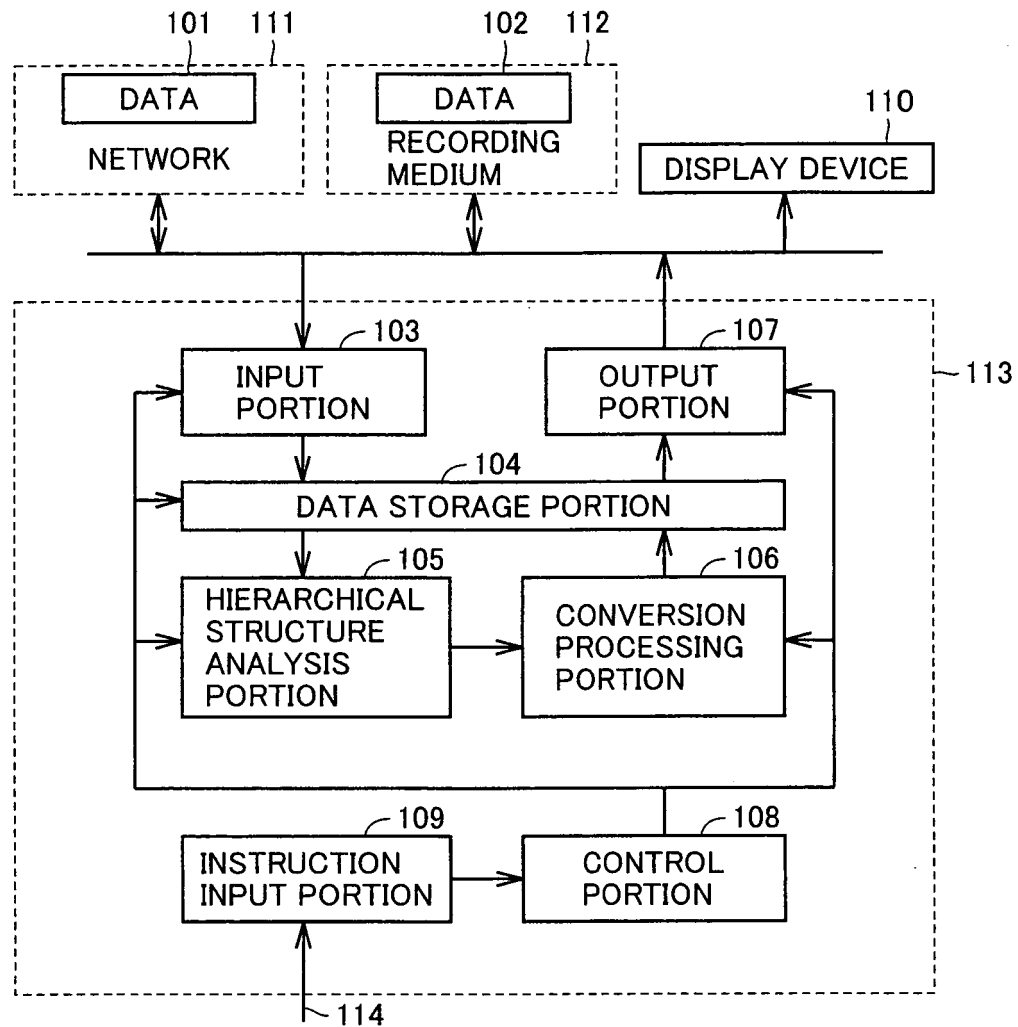 101
111
102
112
DATA
NETWORK
DATA
RECORDING
MEDIUM
110
DISPLAY DEVICE
103
INPUT
PORTION
107
OUTPUT
PORTION
113
104
DATA STORAGE PORTION
105
HIERARCHICAL
STRUCTURE
ANALYSIS
PORTION
106
CONVERSION
PROCESSING
PORTION
109
INSTRUCTION
INPUT PORTION
108
CONTROL
PORTION
114